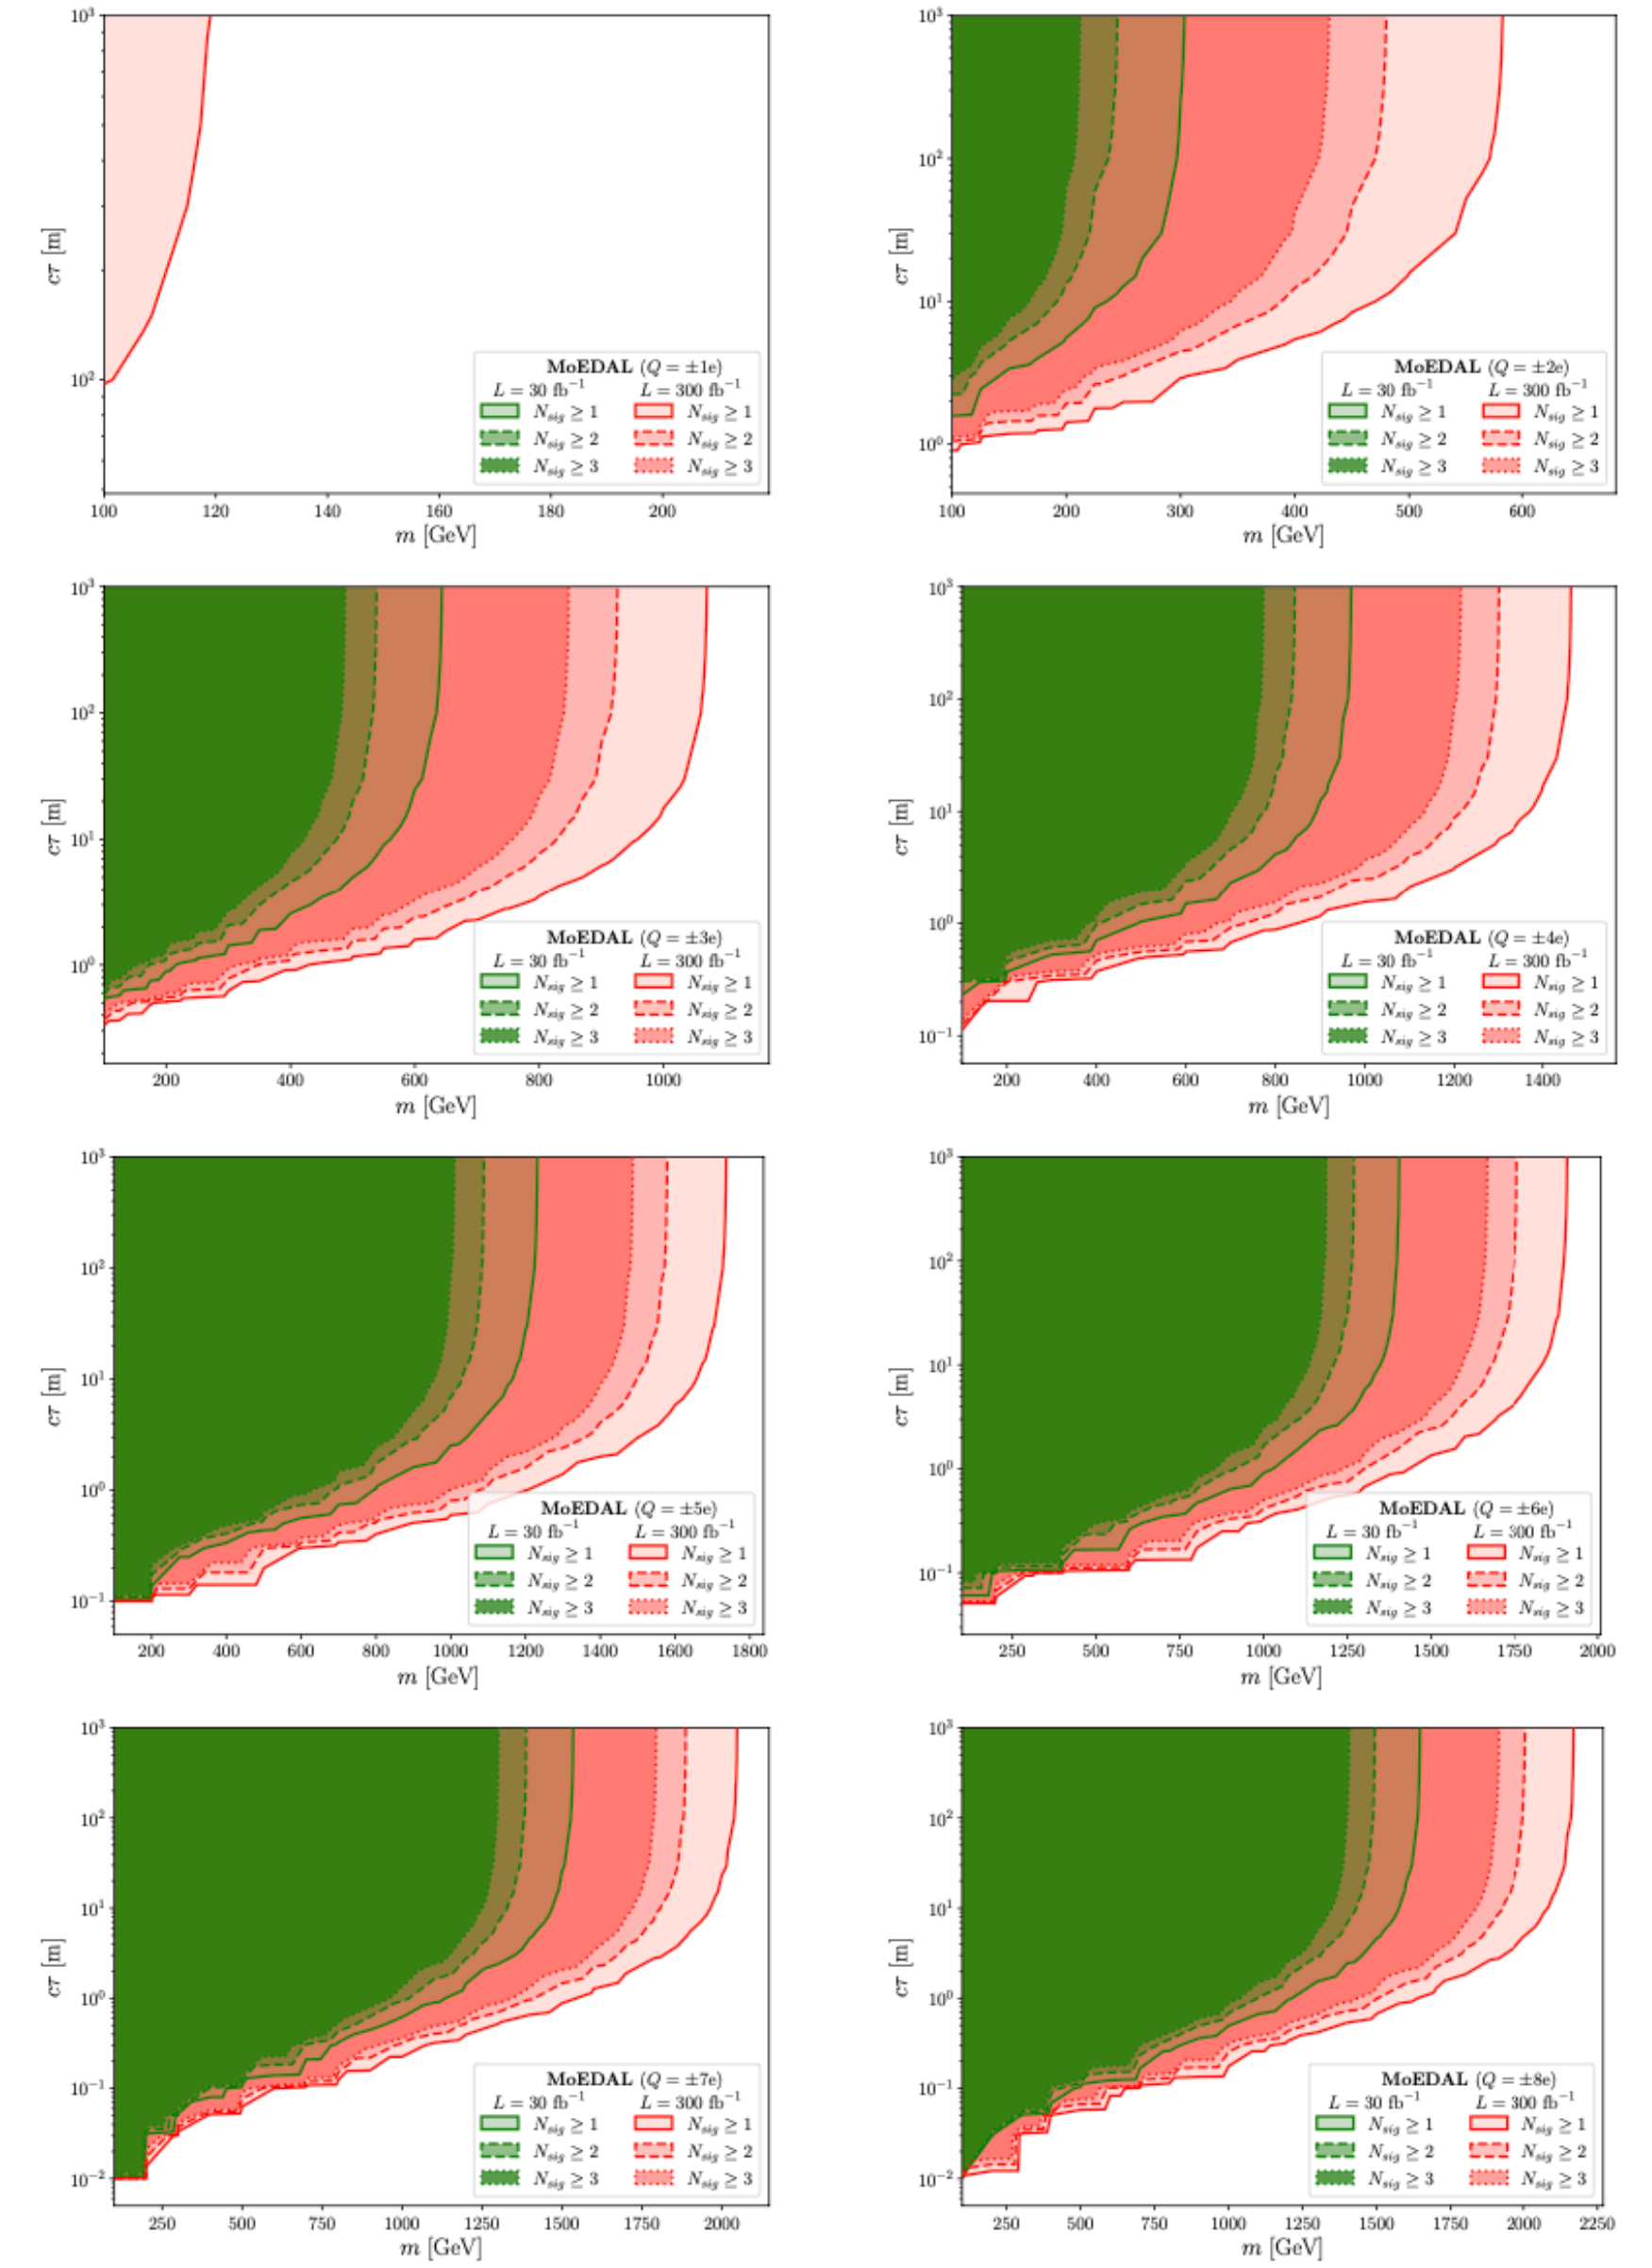 10³
10²
cτ [m]
MoEDAL (Q = ±1e)
L = 30 fb⁻¹ L = 300 fb⁻¹
N_sig ≥ 1 N_sig ≥ 1
N_sig ≥ 2 N_sig ≥ 2
N_sig ≥ 3 N_sig ≥ 3
100 120 140 160 180 200
m [GeV]
10³
10²
cτ [m]
10¹
10⁰
MoEDAL (Q = ±2e)
L = 30 fb⁻¹ L = 300 fb⁻¹
N_sig ≥ 1 N_sig ≥ 1
N_sig ≥ 2 N_sig ≥ 2
N_sig ≥ 3 N_sig ≥ 3
100 200 300 400 500 600
m [GeV]
10³
10²
cτ [m]
10¹
10⁰
MoEDAL (Q = ±3e)
L = 30 fb⁻¹ L = 300 fb⁻¹
N_sig ≥ 1 N_sig ≥ 1
N_sig ≥ 2 N_sig ≥ 2
N_sig ≥ 3 N_sig ≥ 3
200 400 600 800 1000
m [GeV]
10³
10²
cτ [m]
10¹
10⁰
10⁻¹
MoEDAL (Q = ±4e)
L = 30 fb⁻¹ L = 300 fb⁻¹
N_sig ≥ 1 N_sig ≥ 1
N_sig ≥ 2 N_sig ≥ 2
N_sig ≥ 3 N_sig ≥ 3
200 400 600 800 1000 1200 1400
m [GeV]
10³
10²
cτ [m]
10¹
10⁰
10⁻¹
MoEDAL (Q = ±5e)
L = 30 fb⁻¹ L = 300 fb⁻¹
N_sig ≥ 1 N_sig ≥ 1
N_sig ≥ 2 N_sig ≥ 2
N_sig ≥ 3 N_sig ≥ 3
200 400 600 800 1000 1200 1400 1600 1800
m [GeV]
10³
10²
cτ [m]
10¹
10⁰
10⁻¹
MoEDAL (Q = ±6e)
L = 30 fb⁻¹ L = 300 fb⁻¹
N_sig ≥ 1 N_sig ≥ 1
N_sig ≥ 2 N_sig ≥ 2
N_sig ≥ 3 N_sig ≥ 3
250 500 750 1000 1250 1500 1750 2000
m [GeV]
10³
10²
10¹
cτ [m]
10⁰
10⁻¹
10⁻²
MoEDAL (Q = ±7e)
L = 30 fb⁻¹ L = 300 fb⁻¹
N_sig ≥ 1 N_sig ≥ 1
N_sig ≥ 2 N_sig ≥ 2
N_sig ≥ 3 N_sig ≥ 3
250 500 750 1000 1250 1500 1750 2000
m [GeV]
10³
10²
10¹
cτ [m]
10⁰
10⁻¹
10⁻²
MoEDAL (Q = ±8e)
L = 30 fb⁻¹ L = 300 fb⁻¹
N_sig ≥ 1 N_sig ≥ 1
N_sig ≥ 2 N_sig ≥ 2
N_sig ≥ 3 N_sig ≥ 3
250 500 750 1000 1250 1500 1750 2000 2250
m [GeV]